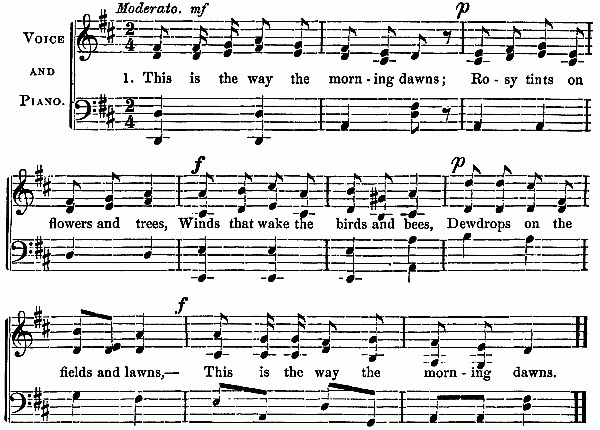 Moderato. mf p
VOICE
AND
PIANO.
2
4
1. This is the way the morn - ing dawns; Ro - sy tints on
2
4
f p
flowers and trees, Winds that wake the birds and bees, Dewdrops on the
f
fields and lawns,— This is the way the morn - ing dawns.